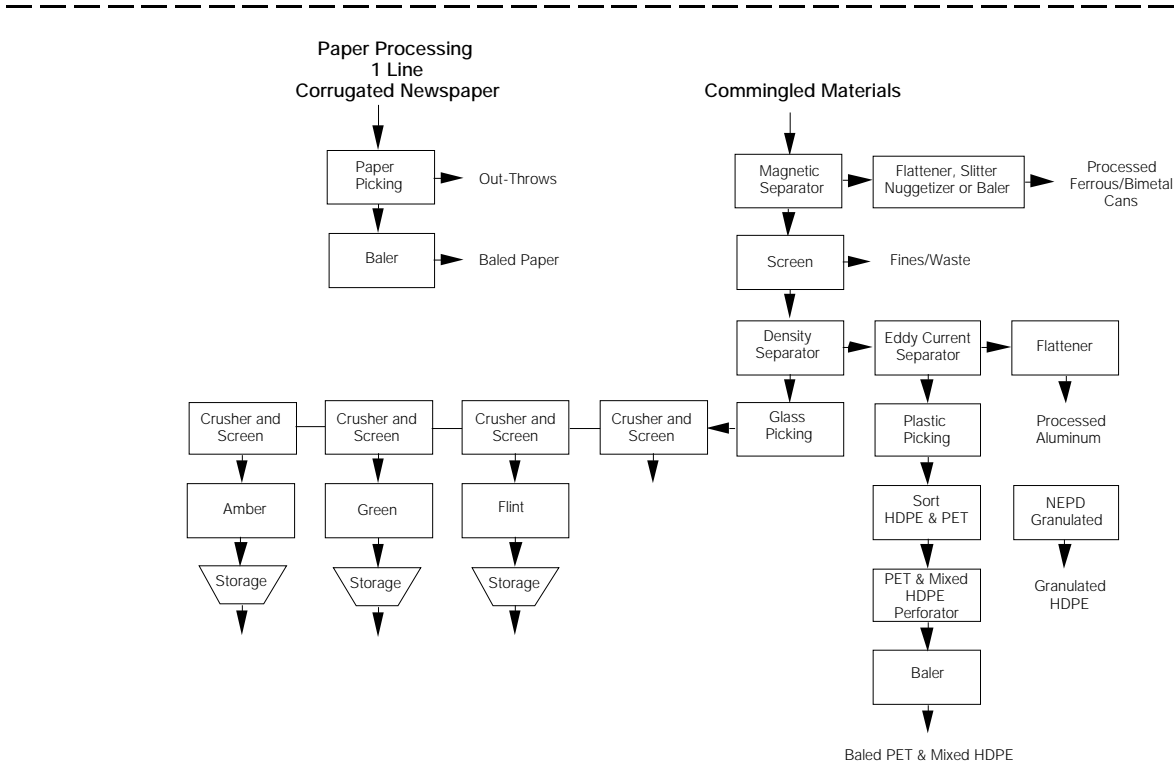 Paper Processing
1 Line
Corrugated Newspaper
Paper
Picking
Out-Throws
Baler
Baled Paper
Commingled Materials
Magnetic
Separator
Flattener, Slitter
Nuggetizer or Baler
Processed
Ferrous/Bimetal
Cans
Screen
Fines/Waste
Density
Separator
Eddy Current
Separator
Flattener
Processed
Aluminum
Crusher and
Screen
Crusher and
Screen
Crusher and
Screen
Crusher and
Screen
Glass
Picking
Plastic
Picking
Amber
Green
Flint
Sort
HDPE & PET
NEPD
Granulated
Storage
Storage
Storage
PET & Mixed
HDPE
Perforator
Granulated
HDPE
Baler
Baled PET & Mixed HDPE